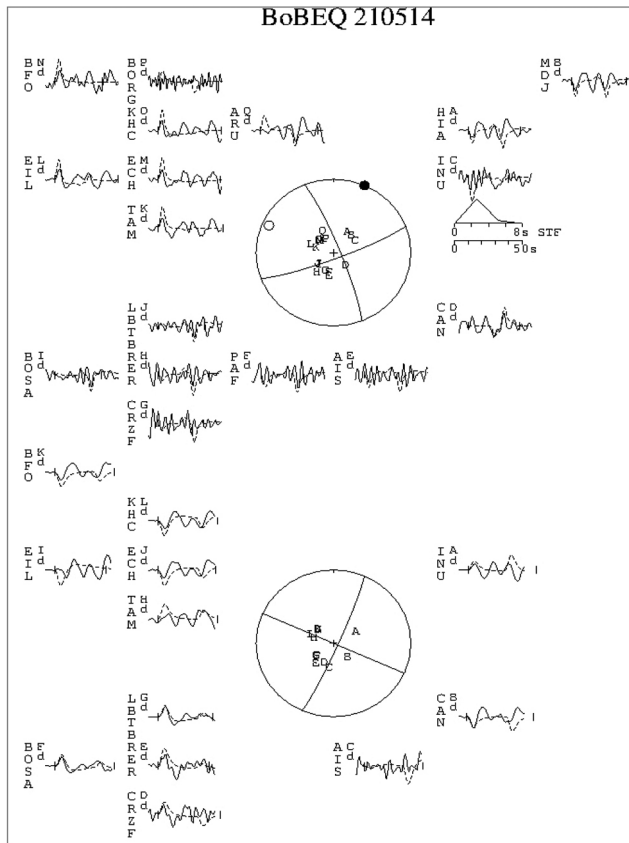 BoBEQ 210514
BFO N d
BORG P d
MDJ B d
KHC O d
ARU Q d
HIA A d
EIL L d
ECH M d
INU C d
TAM K d
0 8s STF
0 50s
A
B
C
L
K
D
J
H
G
E
LBTB J d
CAN D d
BOSA I d
RER H d
PAF F d
AIS E d
CRZF G d
BFO K d
KHC L d
EIL I d
ECH J d
INU A d
TAM H d
A
I
H
B
G
E
D
C
LBTB G d
CAN B d
BOSA F d
RER E d
AIS C d
CRZF D d